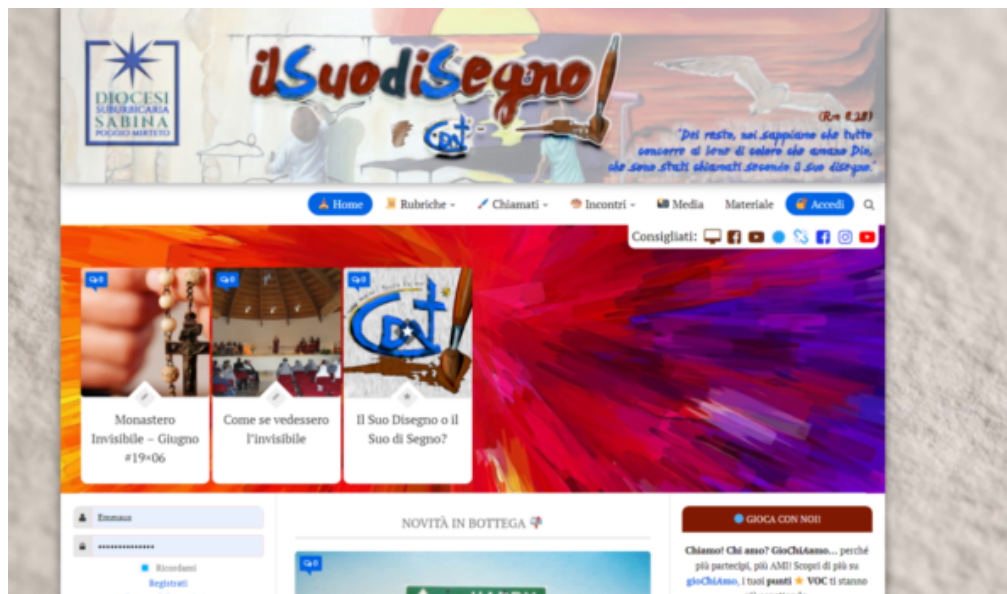 DIOCESI
SUBURBICARIA
SABINA
POGGIO MIRTETO
ilSuodiSegno
(Rm 8,28)
"Del resto, noi sappiamo che tutto
concorre al bene di coloro che amano Dio,
che sono stati chiamati secondo il suo disegno."
Home Rubriche Chiamati Incontri Media Materiale Accedi
Consigliati:
0 0 0
Monastero
Invisibile – Giugno
#19×06
Come se vedessero
l'invisibile
Il Suo Disegno o il
Suo di Segno?
Emmaus
Ricordami
Registrati
NOVITÀ IN BOTTEGA
0
GIOCA CON NOI!
Chiamo! Chi amo? GioChiAamo... perché
più partecipi, più AMI! Scopri di più su
gioChiAmo, i tuoi punti VOC ti stanno